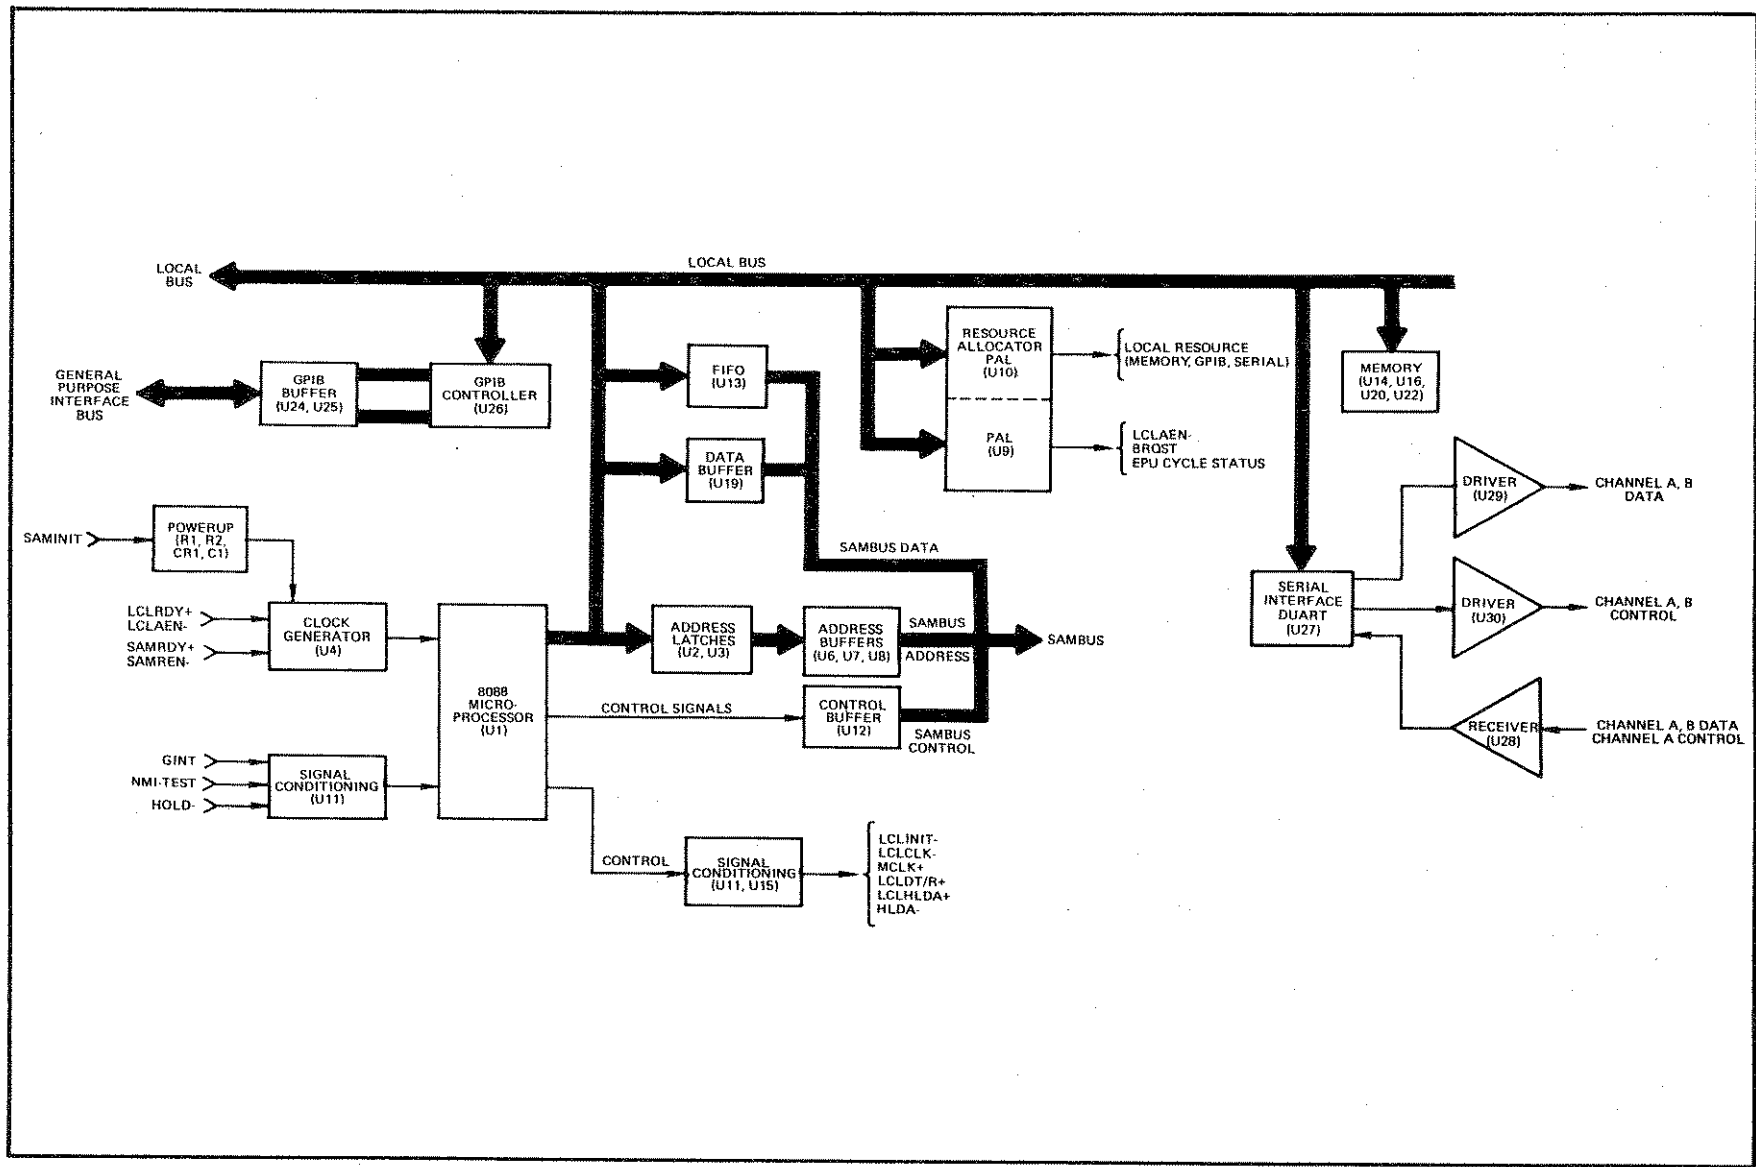 LOCAL BUS
LOCAL
BUS
GENERAL
PURPOSE
INTERFACE
BUS
GPIB
BUFFER
(U24, U25)
GPIB
CONTROLLER
(U26)
FIFO
(U13)
DATA
BUFFER
(U19)
RESOURCE
ALLOCATOR
PAL
(U10)
LOCAL RESOURCE
(MEMORY, GPIB, SERIAL)
PAL
(U9)
LCLAEN-
BRQST
EPU CYCLE STATUS
MEMORY
(U14, U16,
U20, U22)
SAMINIT
POWERUP
(R1, R2,
CR1, C1)
LCLRDY+
LCLAEN-
SAMRDY+
SAMREN-
CLOCK
GENERATOR
(U4)
8088
MICRO-
PROCESSOR
(U1)
GINT
NMI-TEST
HOLD-
SIGNAL
CONDITIONING
(U11)
ADDRESS
LATCHES
(U2, U3)
ADDRESS
BUFFERS
(U6, U7, U8)
SAMBUS DATA
SAMBUS
ADDRESS
SAMBUS
CONTROL SIGNALS
CONTROL
BUFFER
(U12)
SAMBUS
CONTROL
CONTROL
SIGNAL
CONDITIONING
(U11, U15)
LCLINIT-
LCLCLK-
MCLK+
LCLDT/R+
LCLHLDA+
HLDA-
SERIAL
INTERFACE
DUART
(U27)
DRIVER
(U29)
CHANNEL A, B
DATA
DRIVER
(U30)
CHANNEL A, B
CONTROL
RECEIVER
(U28)
CHANNEL A, B DATA
CHANNEL A CONTROL